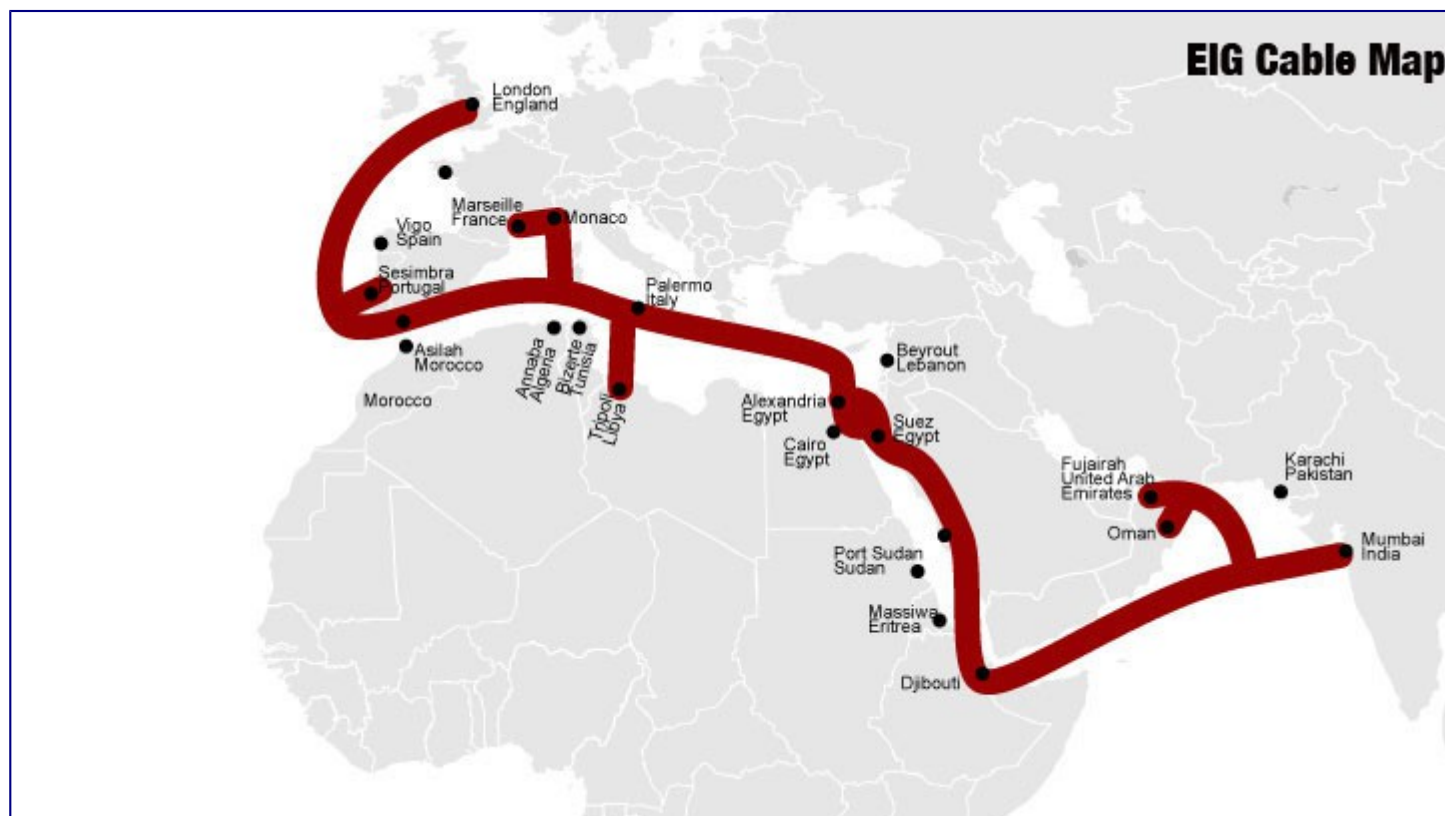 EIG Cable Map
London
England
Marseille
France
Monaco
Vigo
Spain
Sesimbra
Portugal
Palermo
Italy
Asilah
Morocco
Morocco
Annaba
Algeria
Bizerte
Tunisia
Tripoli
Libya
Beyrout
Lebanon
Alexandria
Egypt
Suez
Egypt
Cairo
Egypt
Fujairah
United Arab
Emirates
Karachi
Pakistan
Oman
Mumbai
India
Port Sudan
Sudan
Massiwa
Eritrea
Djibouti